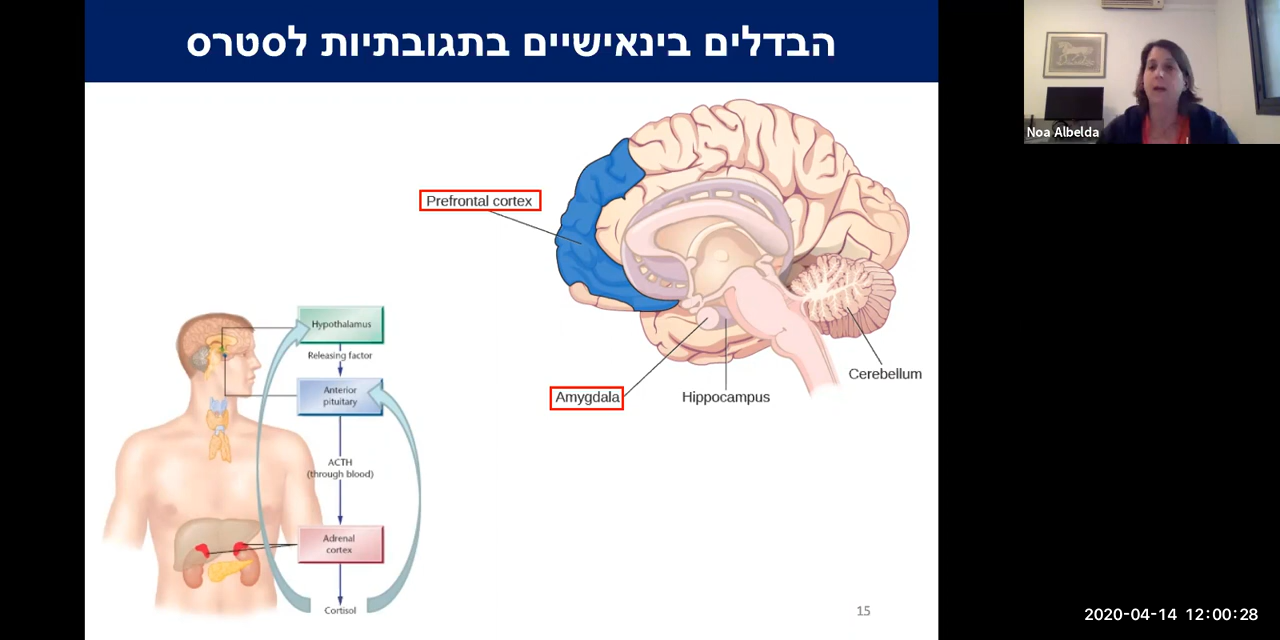 הבדלים בינאישיים בתגובתיות לסטרס
Noa Albelda
Prefrontal cortex
Cerebellum
Amygdala
Hippocampus
Hypothalamus
Releasing factor
Anterior
pituitary
ACTH
(through blood)
Adrenal
cortex
Cortisol
15
2020-04-14 12:00:28